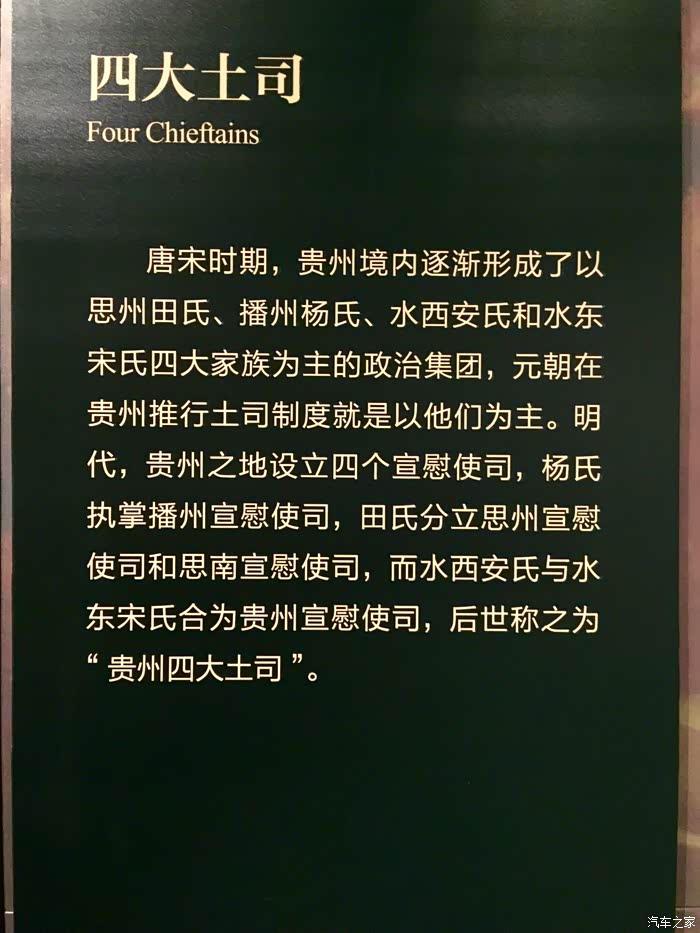 四大土司
Four Chieftains
唐宋时期，贵州境内逐渐形成了以
思州田氏、播州杨氏、水西安氏和水东
宋氏四大家族为主的政治集团，元朝在
贵州推行土司制度就是以他们为主。明
代，贵州之地设立四个宣慰使司，杨氏
执掌播州宣慰使司，田氏分立思州宣慰
使司和思南宣慰使司，而水西安氏与水
东宋氏合为贵州宣慰使司，后世称之为
“贵州四大土司”。
汽车之家